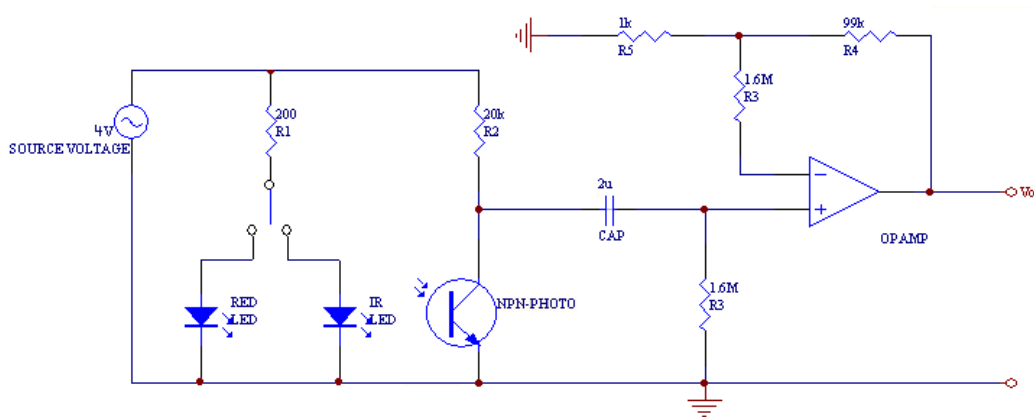 1k
R5
99k
R4
1.6M
R3
200
R1
20k
R2
4V
SOURCE VOLTAGE
2u
CAP
OPAMP
Vo
RED
LED
IR
LED
NPN-PHOTO
1.6M
R3